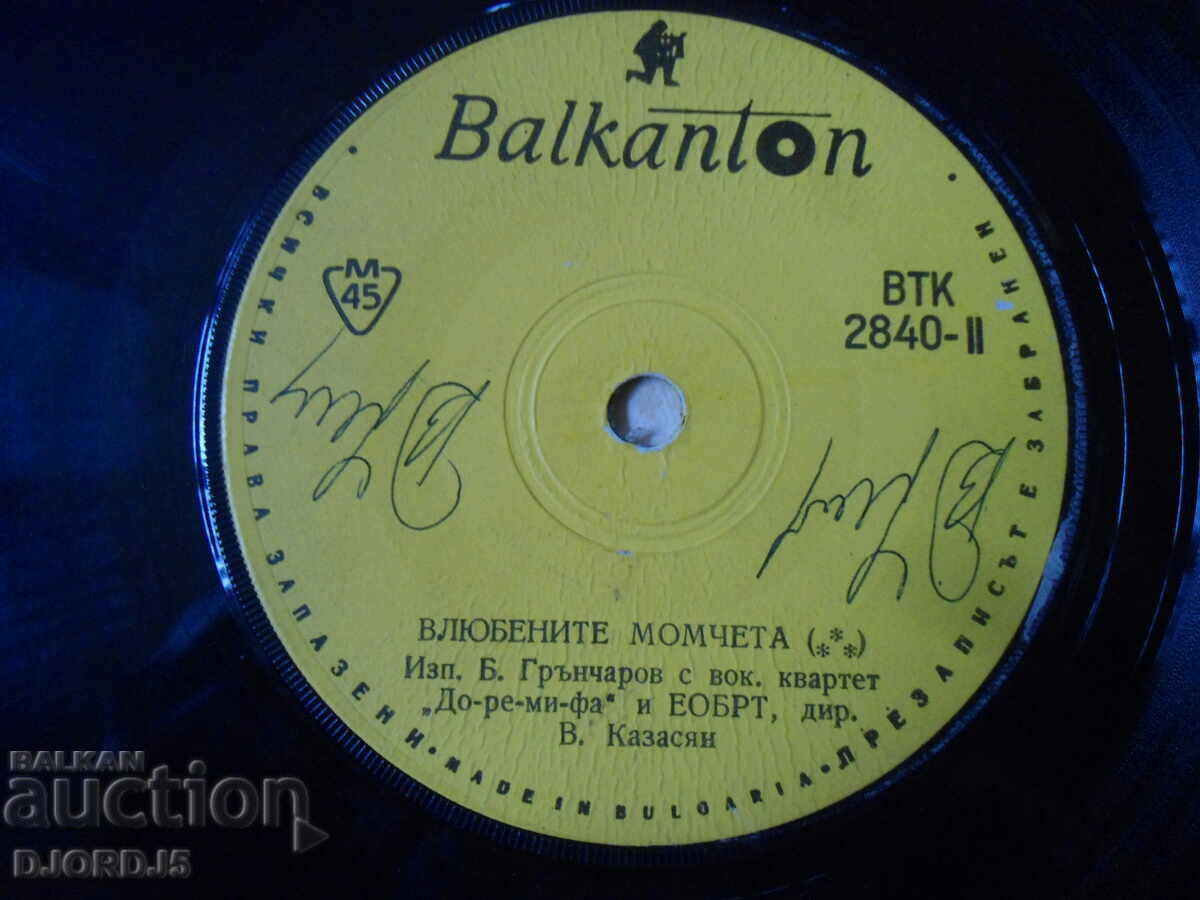 Balkanton
M
45
ВТК
2840-II
ВЛЮБЕНИТЕ МОМЧЕТА (***)
Изп. Б. Грънчаров с вок. квартет
„До-ре-ми-фа“ и ЕОБРТ, дир.
В. Казасян
ВСИЧКИ ПРАВА ЗАПАЗЕНИ • MADE IN BULGARIA • ПРЕЗАПИСЪТ Е ЗАБРАНЕН •
BALKAN
auction
DJORDJ5